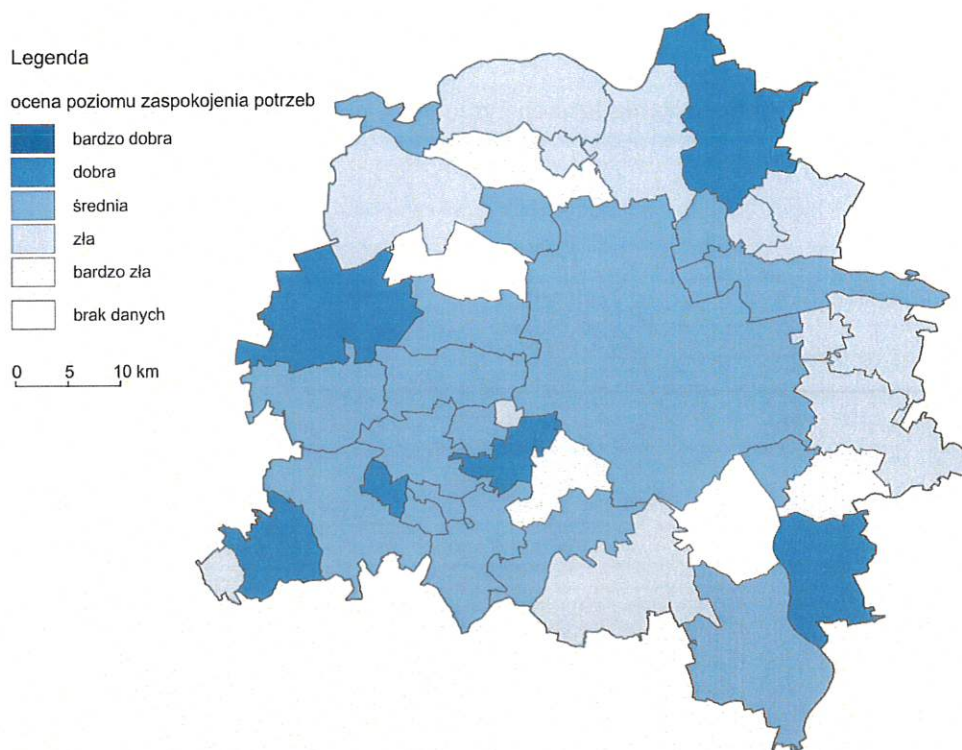 Legenda
ocena poziomu zaspokojenia potrzeb
bardzo dobra
dobra
średnia
zła
bardzo zła
brak danych
0 5 10 km